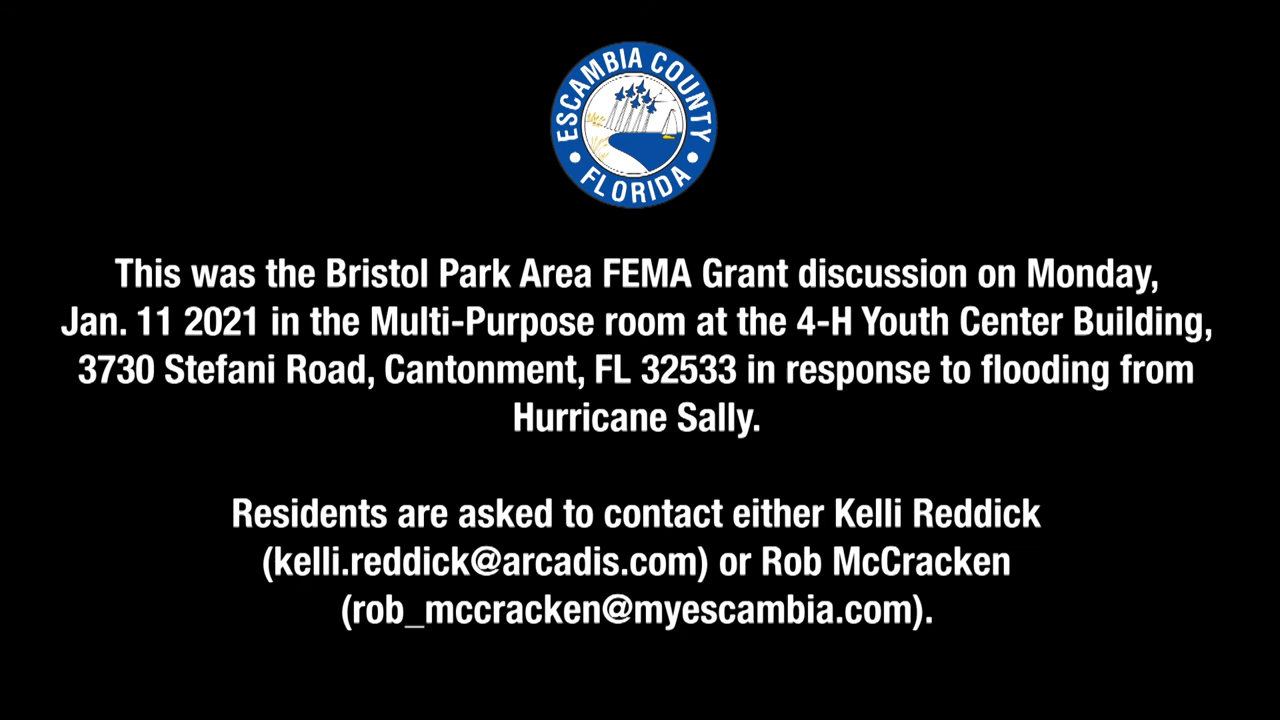 ESCAMBIA COUNTY
FLORIDA
This was the Bristol Park Area FEMA Grant discussion on Monday,
Jan. 11 2021 in the Multi-Purpose room at the 4-H Youth Center Building,
3730 Stefani Road, Cantonment, FL 32533 in response to flooding from
Hurricane Sally.
Residents are asked to contact either Kelli Reddick
(kelli.reddick@arcadis.com) or Rob McCracken
(rob_mccracken@myescambia.com).